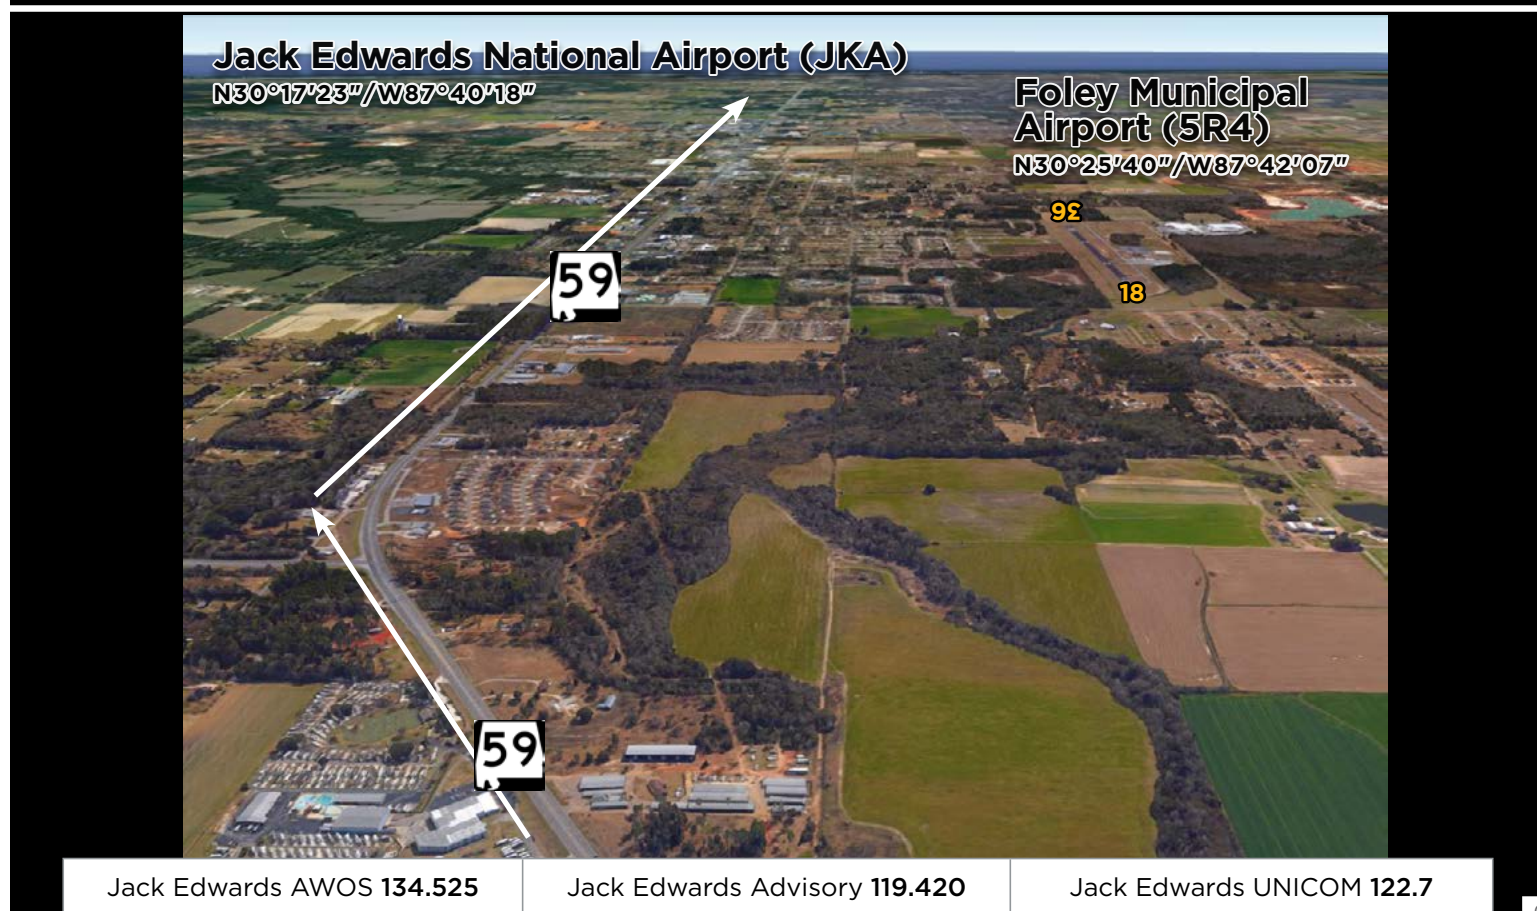 Jack Edwards National Airport (JKA)
N30°17'23"/W87°40'18"
Foley Municipal
Airport (5R4)
N30°25'40"/W87°42'07"
36
18
59
59
Jack Edwards AWOS 134.525
Jack Edwards Advisory 119.420
Jack Edwards UNICOM 122.7